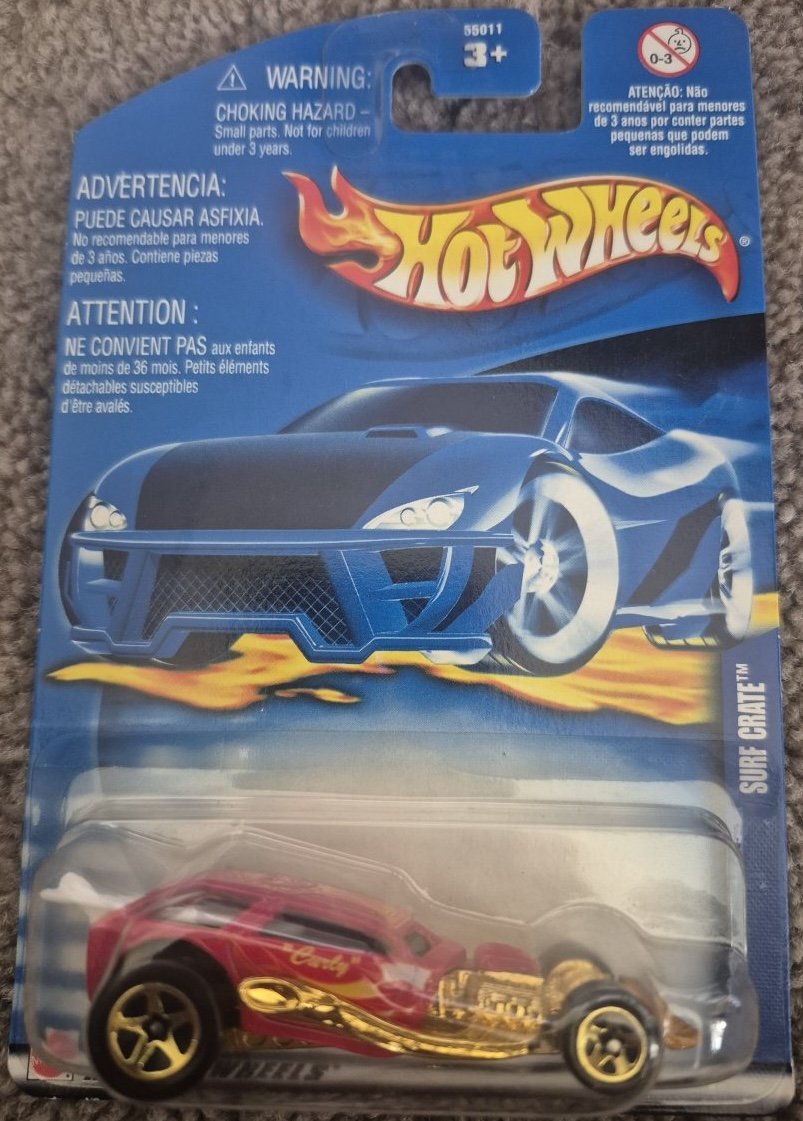 55011
3+
0-3
WARNING:
CHOKING HAZARD –
Small parts. Not for children
under 3 years.
ATENÇÃO: Não
recomendável para menores
de 3 anos por conter partes
pequenas que podem
ser engolidas.
ADVERTENCIA:
PUEDE CAUSAR ASFIXIA.
No recomendable para menores
de 3 años. Contiene piezas
pequeñas.
ATTENTION :
NE CONVIENT PAS aux enfants
de moins de 36 mois. Petits éléments
détachables susceptibles
d'être avalés.
HOT WHEELS ®
SURF CRATE™
"Curly"
WHEELS